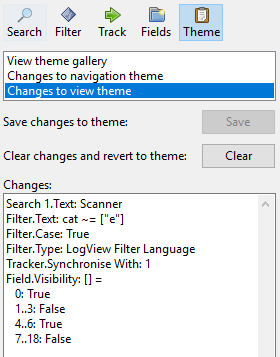 Search Filter Track Fields Theme
View theme gallery
Changes to navigation theme
Changes to view theme
Save changes to theme: Save
Clear changes and revert to theme: Clear
Changes:
Search 1.Text: Scanner
Filter.Text: cat ~= ["e"]
Filter.Case: True
Filter.Type: LogView Filter Language
Tracker.Synchronise With: 1
Field.Visibility: [] =
0: True
1..3: False
4..6: True
7..18: False